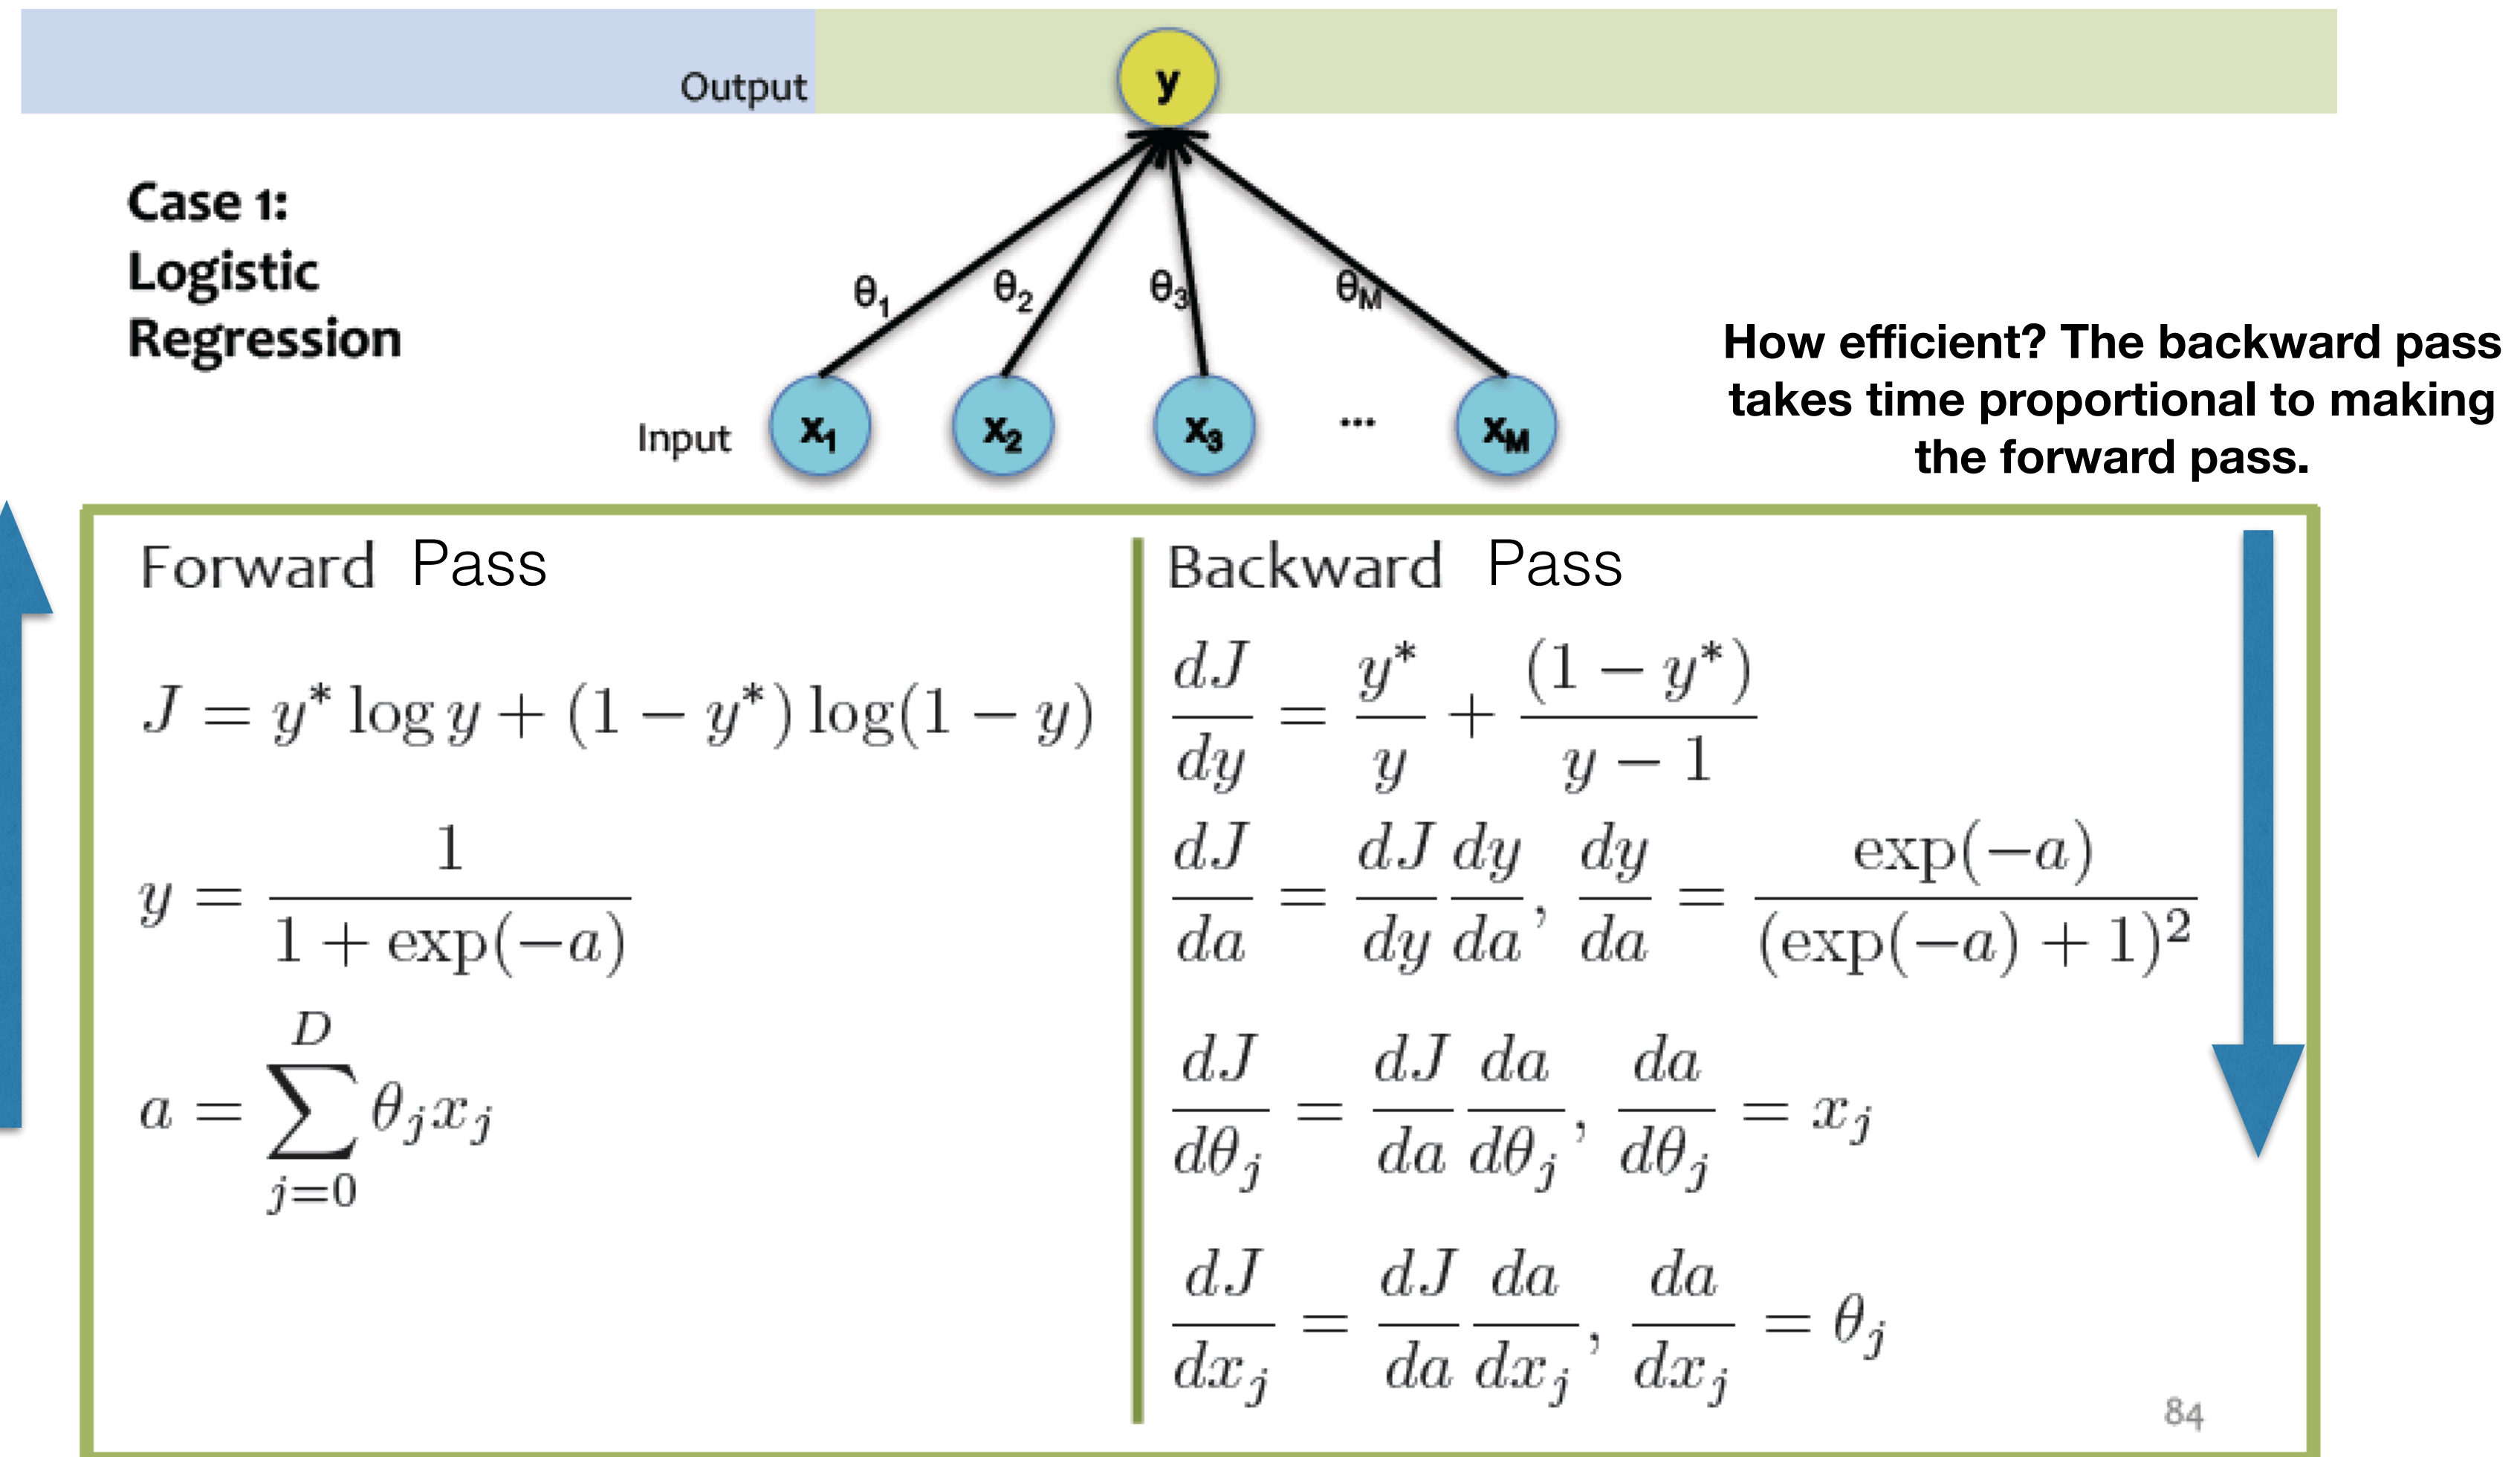 Output
y
Case 1:
Logistic
Regression
θ₁ θ₂ θ₃ θM
Input x₁ x₂ x₃ ... xM
How efficient? The backward pass
takes time proportional to making
the forward pass.
Forward Pass
J = y* log y + (1 − y*) log(1 − y)
y = 1 / (1 + exp(−a))
a = ∑_{j=0}^{D} θ_j x_j
Backward Pass
dJ/dy = y*/y + (1 − y*)/(y − 1)
dJ/da = dJ/dy dy/da, dy/da = exp(−a)/(exp(−a) + 1)²
dJ/dθ_j = dJ/da da/dθ_j, da/dθ_j = x_j
dJ/dx_j = dJ/da da/dx_j, da/dx_j = θ_j
84